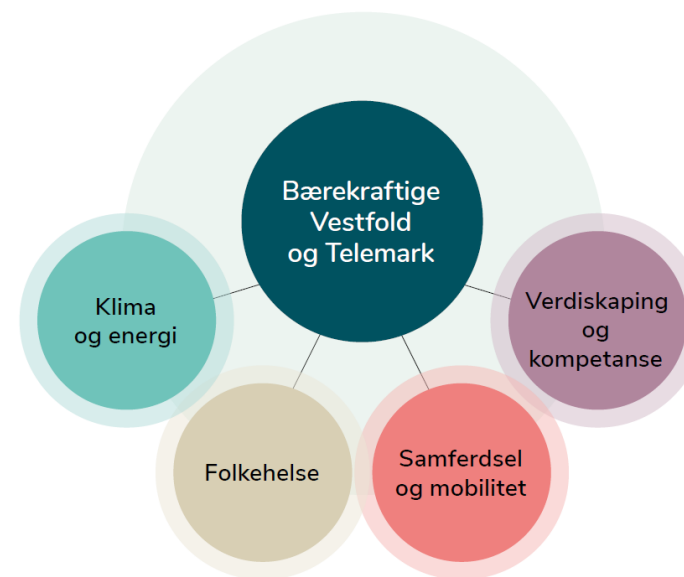 Bærekraftige
Vestfold
og Telemark
Klima
og energi
Verdiskaping
og
kompetanse
Folkehelse
Samferdsel
og mobilitet